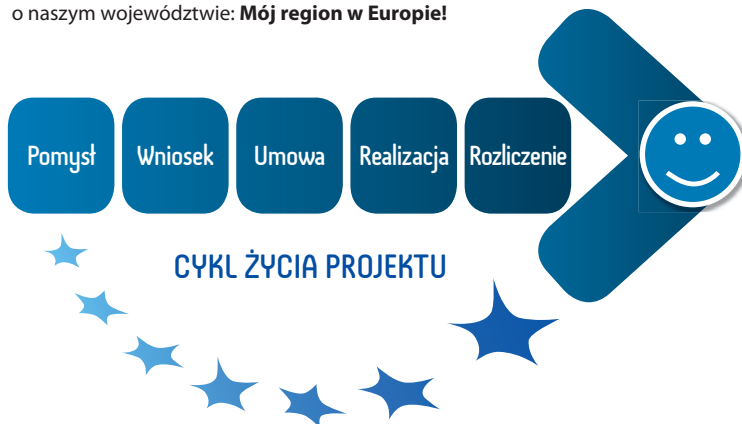 o naszym województwie: Mój region w Europie!
Pomysł Wniosek Umowa Realizacja Rozliczenie
CYKL ŻYCIA PROJEKTU